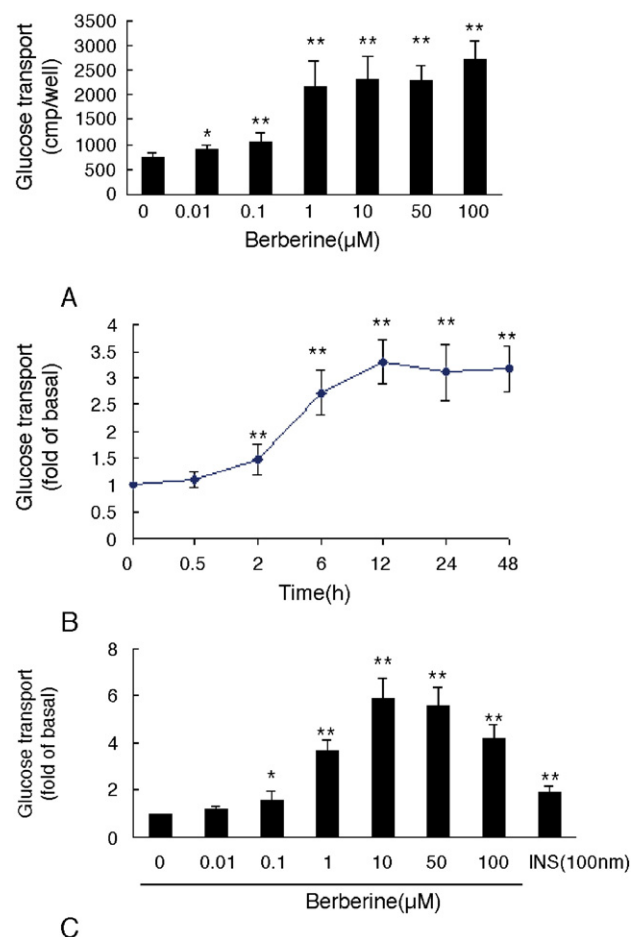 Glucose transport
(cmp/well)
3500
3000
2500
2000
1500
1000
500
0
* ** ** ** ** **
0 0.01 0.1 1 10 50 100
Berberine(μM)
A
Glucose transport
(fold of basal)
4
3.5
3
2.5
2
1.5
1
0.5
0
** ** ** ** **
0 0.5 2 6 12 24 48
Time(h)
B
Glucose transport
(fold of basal)
8
6
4
2
0
* ** ** ** ** **
0 0.01 0.1 1 10 50 100 INS(100nm)
Berberine(μM)
C